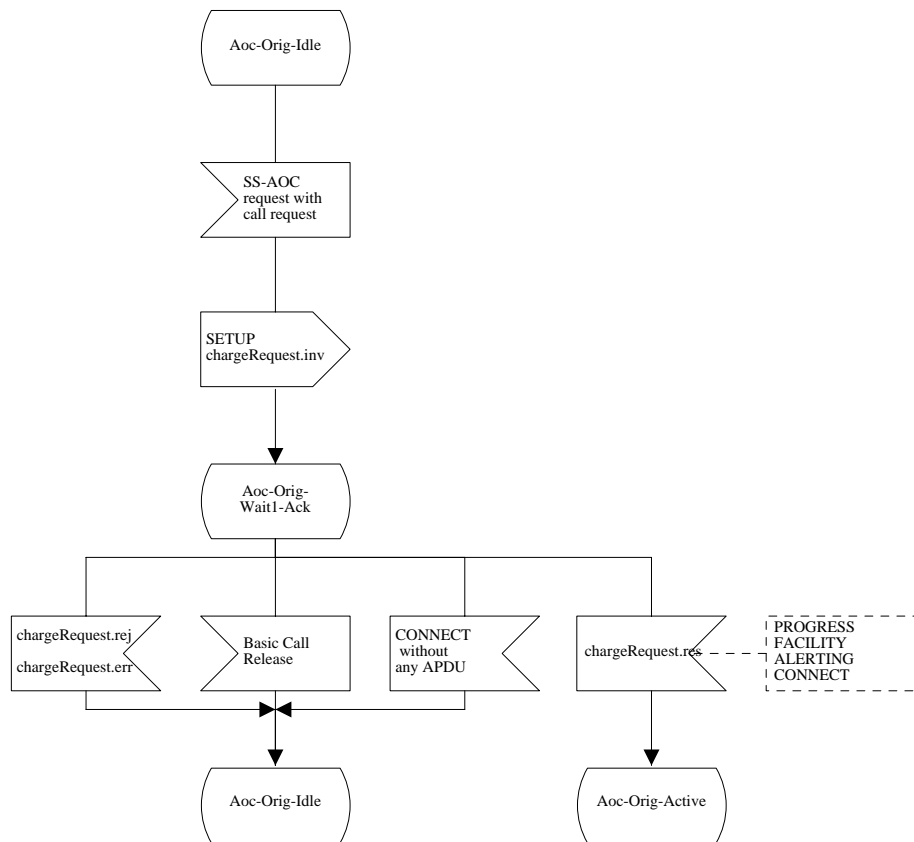 Aoc-Orig-Idle
SS-AOC
request with
call request
SETUP
chargeRequest.inv
Aoc-Orig-
Wait1-Ack
chargeRequest.rej
chargeRequest.err
Basic Call
Release
CONNECT
without
any APDU
chargeRequest.res
PROGRESS
FACILITY
ALERTING
CONNECT
Aoc-Orig-Idle
Aoc-Orig-Active